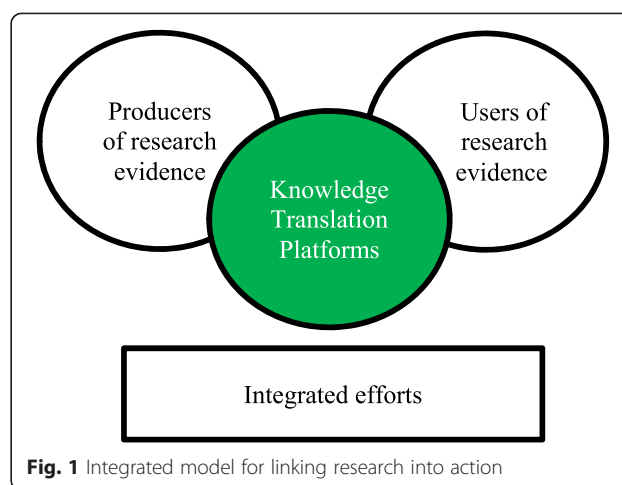 Producers
of research
evidence
Users of
research
evidence
Knowledge
Translation
Platforms
Integrated efforts
Fig. 1 Integrated model for linking research into action